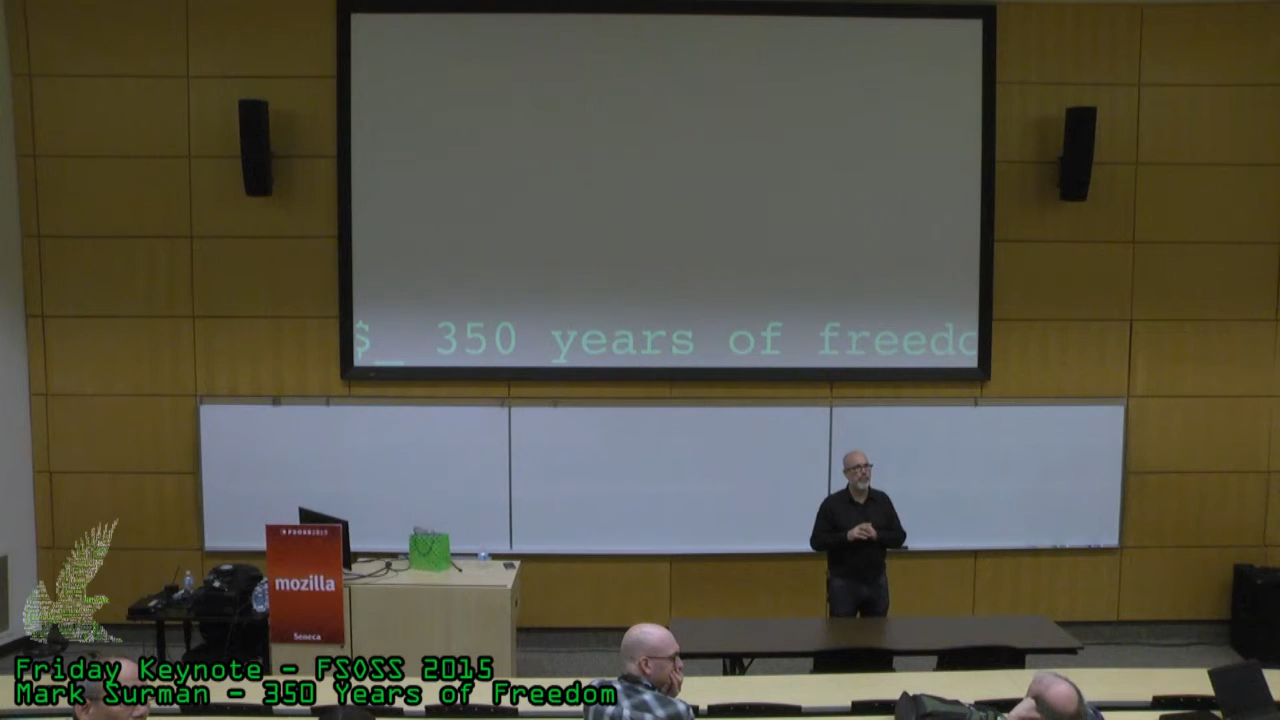 $_ 350 years of freedo
FSOSS 2015
mozilla
Seneca
Friday Keynote - FSOSS 2015
Mark Surman - 350 Years of Freedom